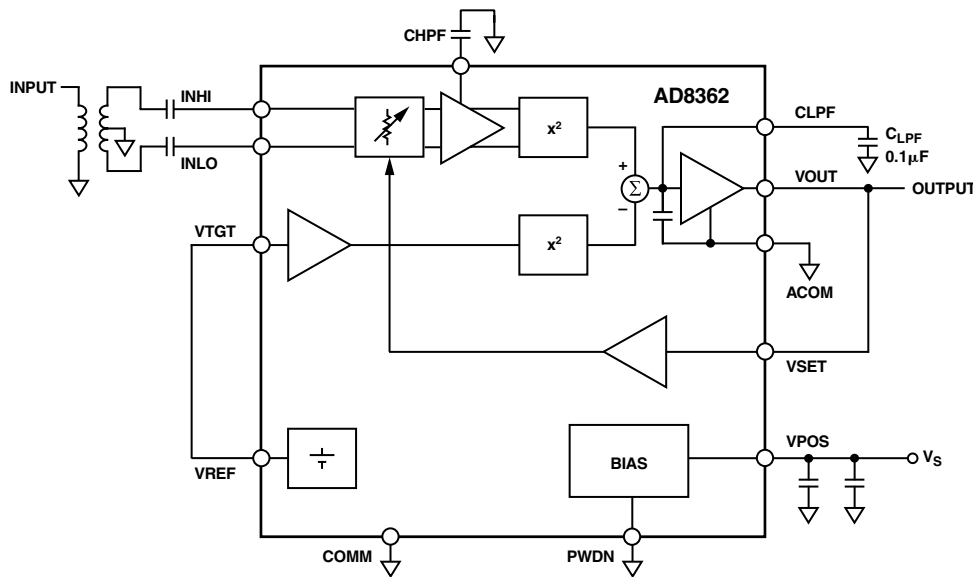 CHPF
INPUT
INHI
AD8362
x²
CLPF
C_LPF
0.1µF
INLO
+
Σ
−
VOUT
OUTPUT
VTGT
x²
ACOM
VSET
VREF
BIAS
VPOS
V_S
COMM
PWDN